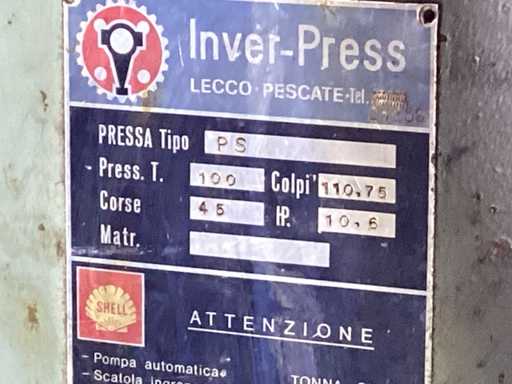 Inver-Press
LECCO - PESCATE - Tel.
PRESSA Tipo PS
Press. T. 100 Colpi' 110.75
Corse 45 HP. 10.6
Matr.
SHELL
ATTENZIONE
- Pompa automatica
TONNA
- Scatola